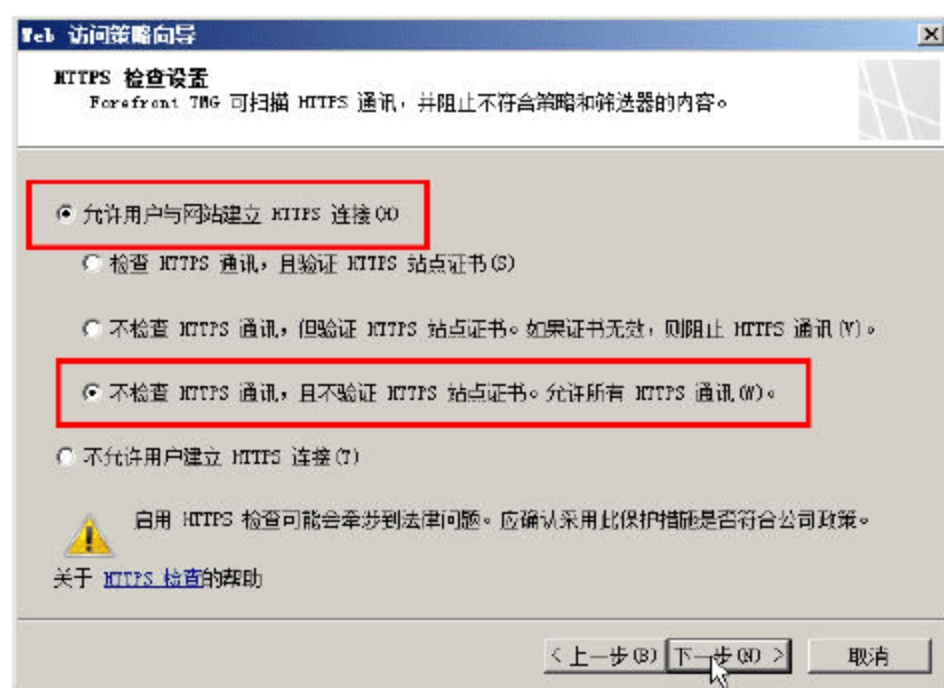 Web 访问策略向导
HTTPS 检查设置
Forefront TMG 可扫描 HTTPS 通讯，并阻止不符合策略和筛选器的内容。
允许用户与网站建立 HTTPS 连接(X)
检查 HTTPS 通讯，且验证 HTTPS 站点证书(S)
不检查 HTTPS 通讯，但验证 HTTPS 站点证书。如果证书无效，则阻止 HTTPS 通讯(V)。
不检查 HTTPS 通讯，且不验证 HTTPS 站点证书。允许所有 HTTPS 通讯(W)。
不允许用户建立 HTTPS 连接(T)
启用 HTTPS 检查可能会牵涉到法律问题。应确认采用此保护措施是否符合公司政策。
关于 HTTPS 检查的帮助
< 上一步(B)
下一步(N) >
取消